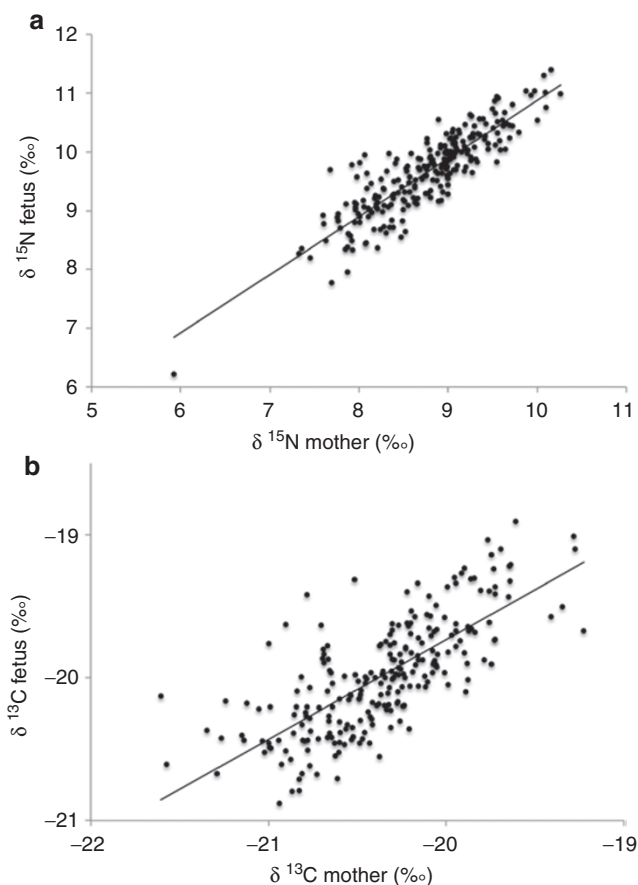 a
12
11
10
9
8
7
6
5 6 7 8 9 10 11
δ ¹⁵N fetus (‰)
δ ¹⁵N mother (‰)
b
–19
–20
–21
–22 –21 –20 –19
δ ¹³C fetus (‰)
δ ¹³C mother (‰)